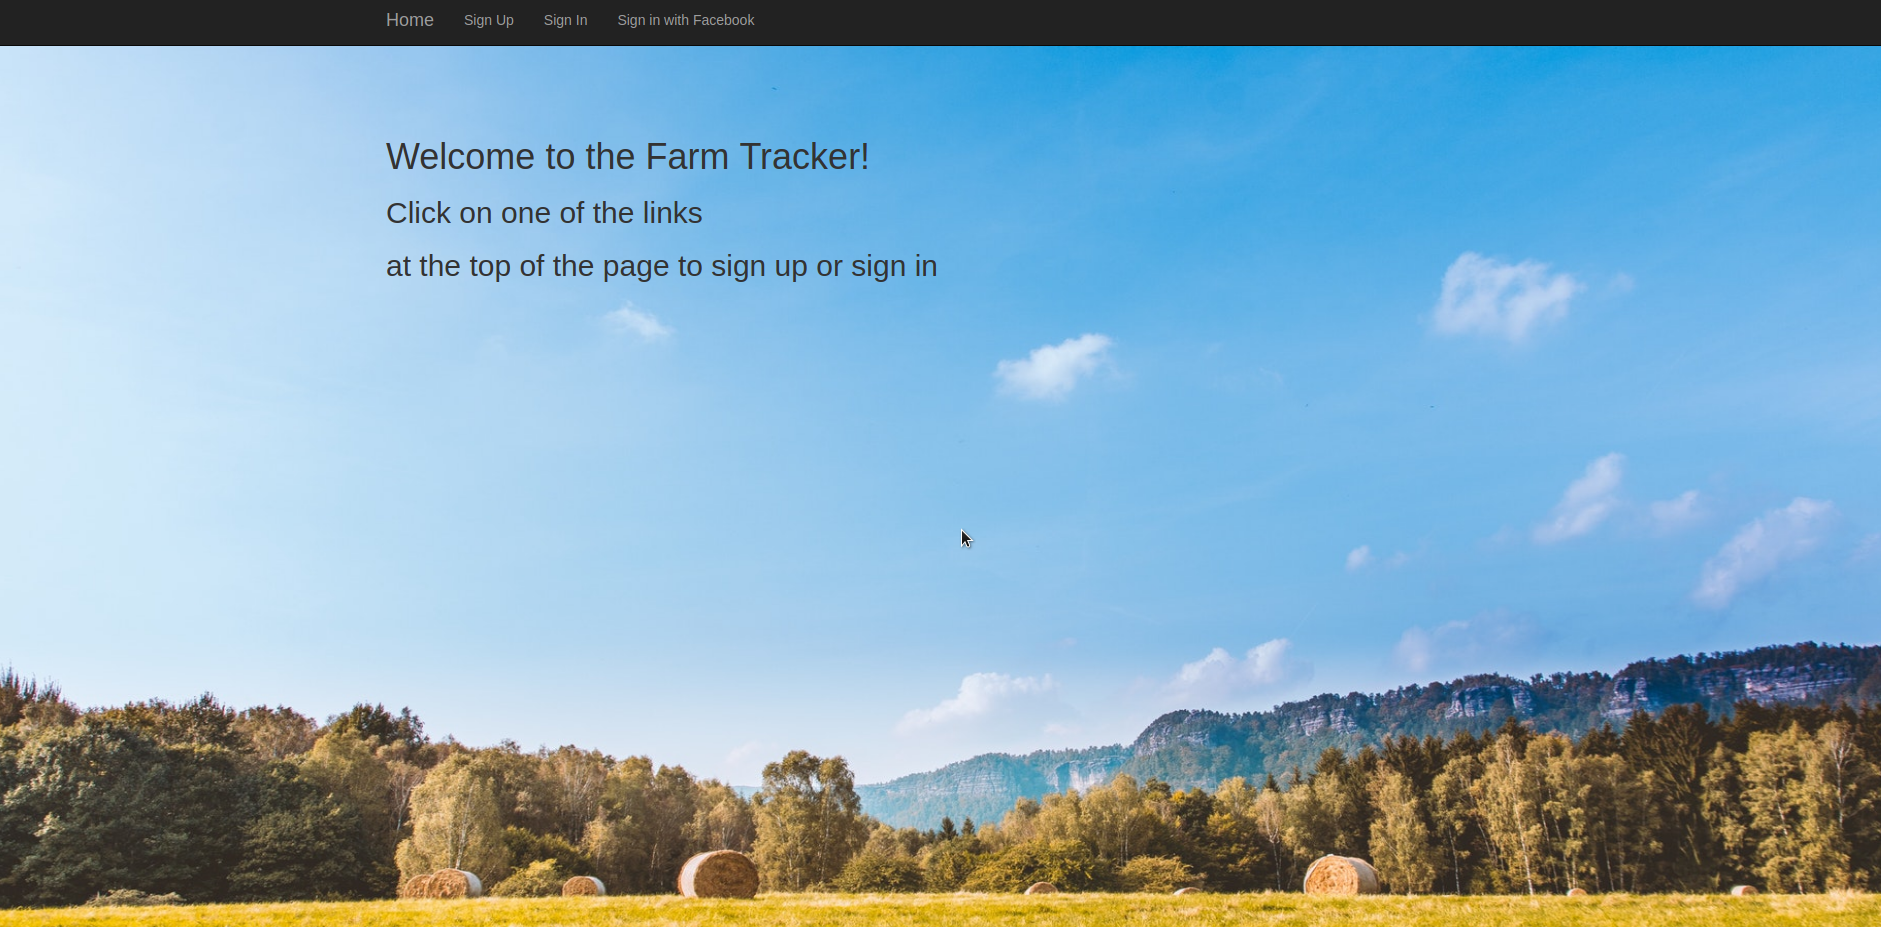 Home Sign Up Sign In Sign in with Facebook
Welcome to the Farm Tracker!
Click on one of the links
at the top of the page to sign up or sign in